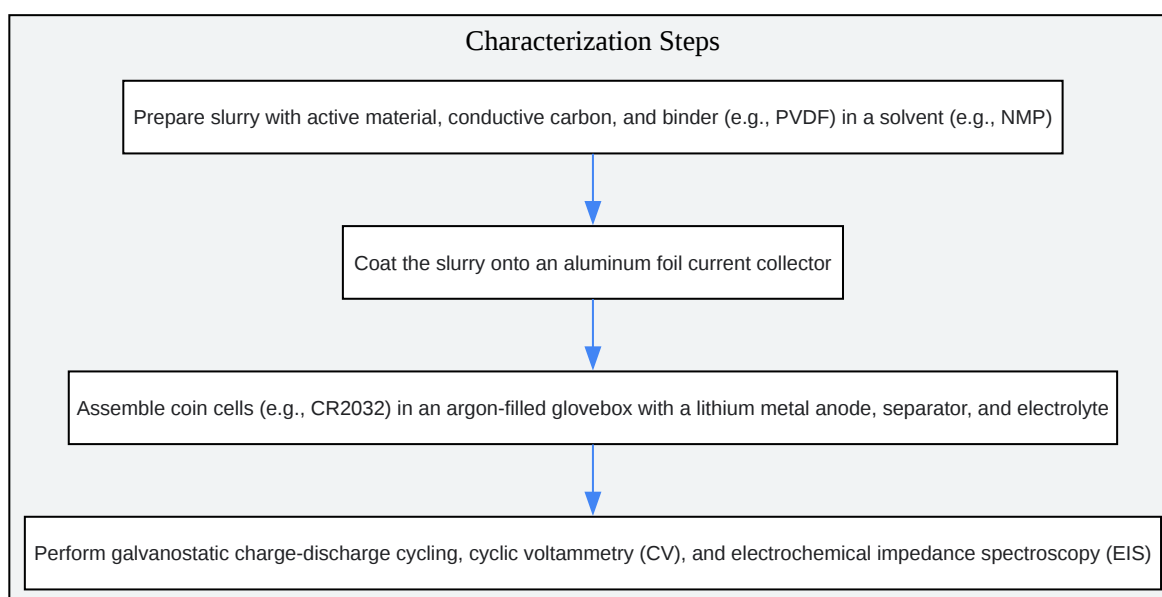 Characterization Steps
Prepare slurry with active material, conductive carbon, and binder (e.g., PVDF) in a solvent (e.g., NMP)
Coat the slurry onto an aluminum foil current collector
Assemble coin cells (e.g., CR2032) in an argon-filled glovebox with a lithium metal anode, separator, and electrolyte
Perform galvanostatic charge-discharge cycling, cyclic voltammetry (CV), and electrochemical impedance spectroscopy (EIS)